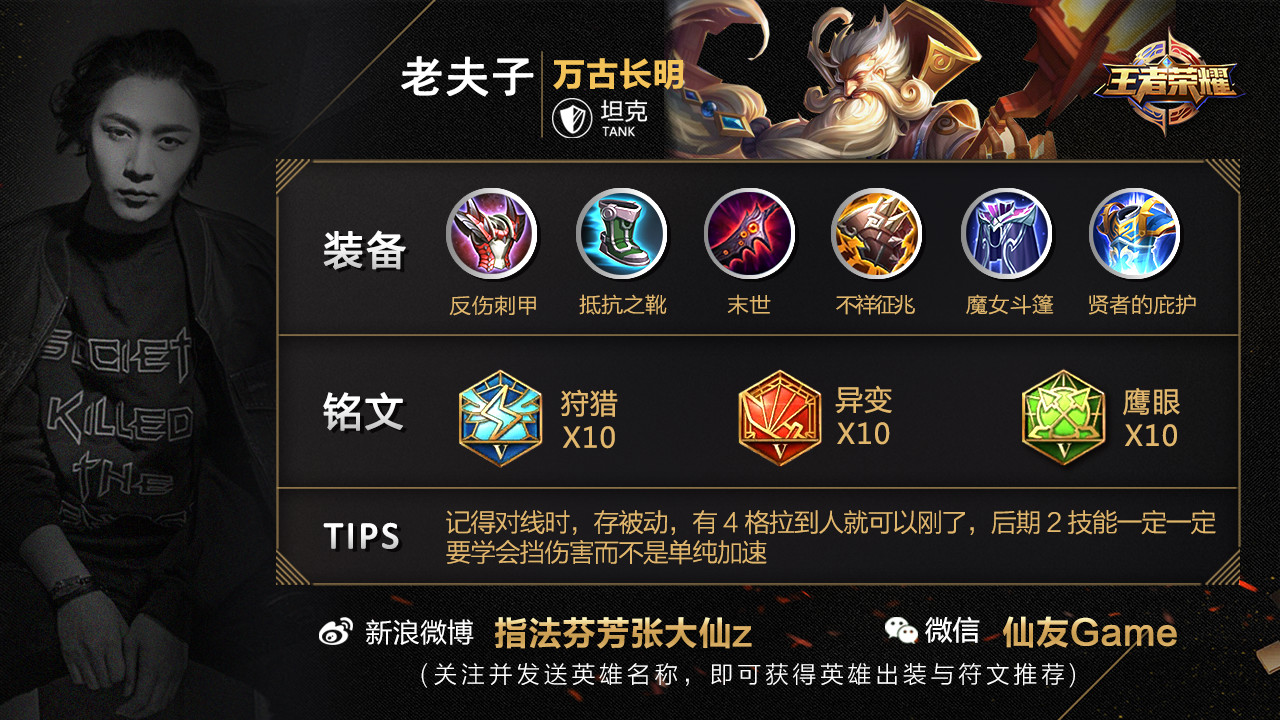 老夫子
万古长明
坦克
TANK
王者荣耀
装备
反伤刺甲 抵抗之靴 末世 不祥征兆 魔女斗篷 贤者的庇护
SOCIET
KILLED
THE
铭文
狩猎
X10
异变
X10
鹰眼
X10
V V V
TIPS
记得对线时，存被动，有 4 格拉到人就可以刚了，后期 2 技能一定一定
要学会挡伤害而不是单纯加速
新浪微博 指法芬芳张大仙z 微信 仙友Game
（关注并发送英雄名称，即可获得英雄出装与符文推荐）